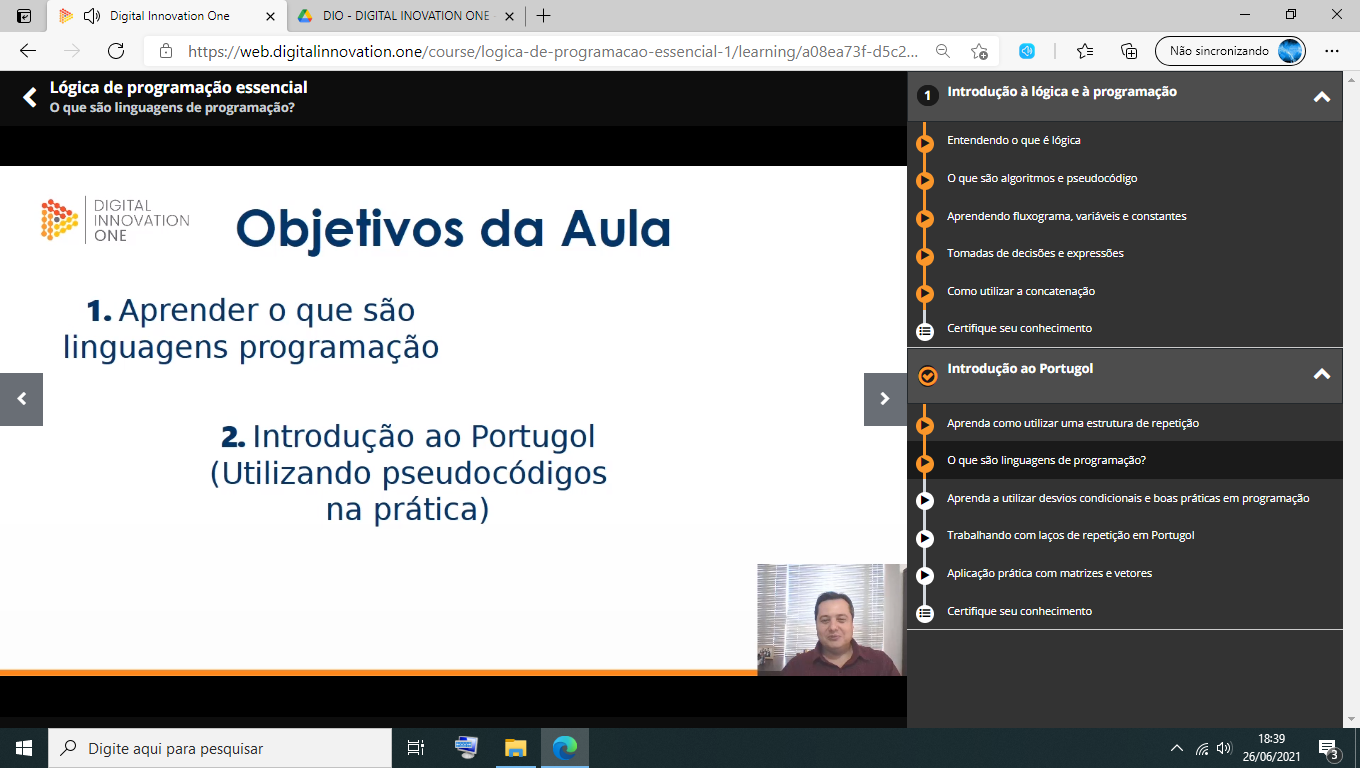 Digital Innovation One
DIO - DIGITAL INOVATION ONE
https://web.digitalinnovation.one/course/logica-de-programacao-essencial-1/learning/a08ea73f-d5c2...
Não sincronizando
Lógica de programação essencial
O que são linguagens de programação?
DIGITAL
INNOVATION
ONE
Objetivos da Aula
1. Aprender o que são
linguagens programação
2. Introdução ao Portugol
(Utilizando pseudocódigos
na prática)
1 Introdução à lógica e à programação
Entendendo o que é lógica
O que são algoritmos e pseudocódigo
Aprendendo fluxograma, variáveis e constantes
Tomadas de decisões e expressões
Como utilizar a concatenação
Certifique seu conhecimento
Introdução ao Portugol
Aprenda como utilizar uma estrutura de repetição
O que são linguagens de programação?
Aprenda a utilizar desvios condicionais e boas práticas em programação
Trabalhando com laços de repetição em Portugol
Aplicação prática com matrizes e vetores
Certifique seu conhecimento
Digite aqui para pesquisar
18:39
26/06/2021
3